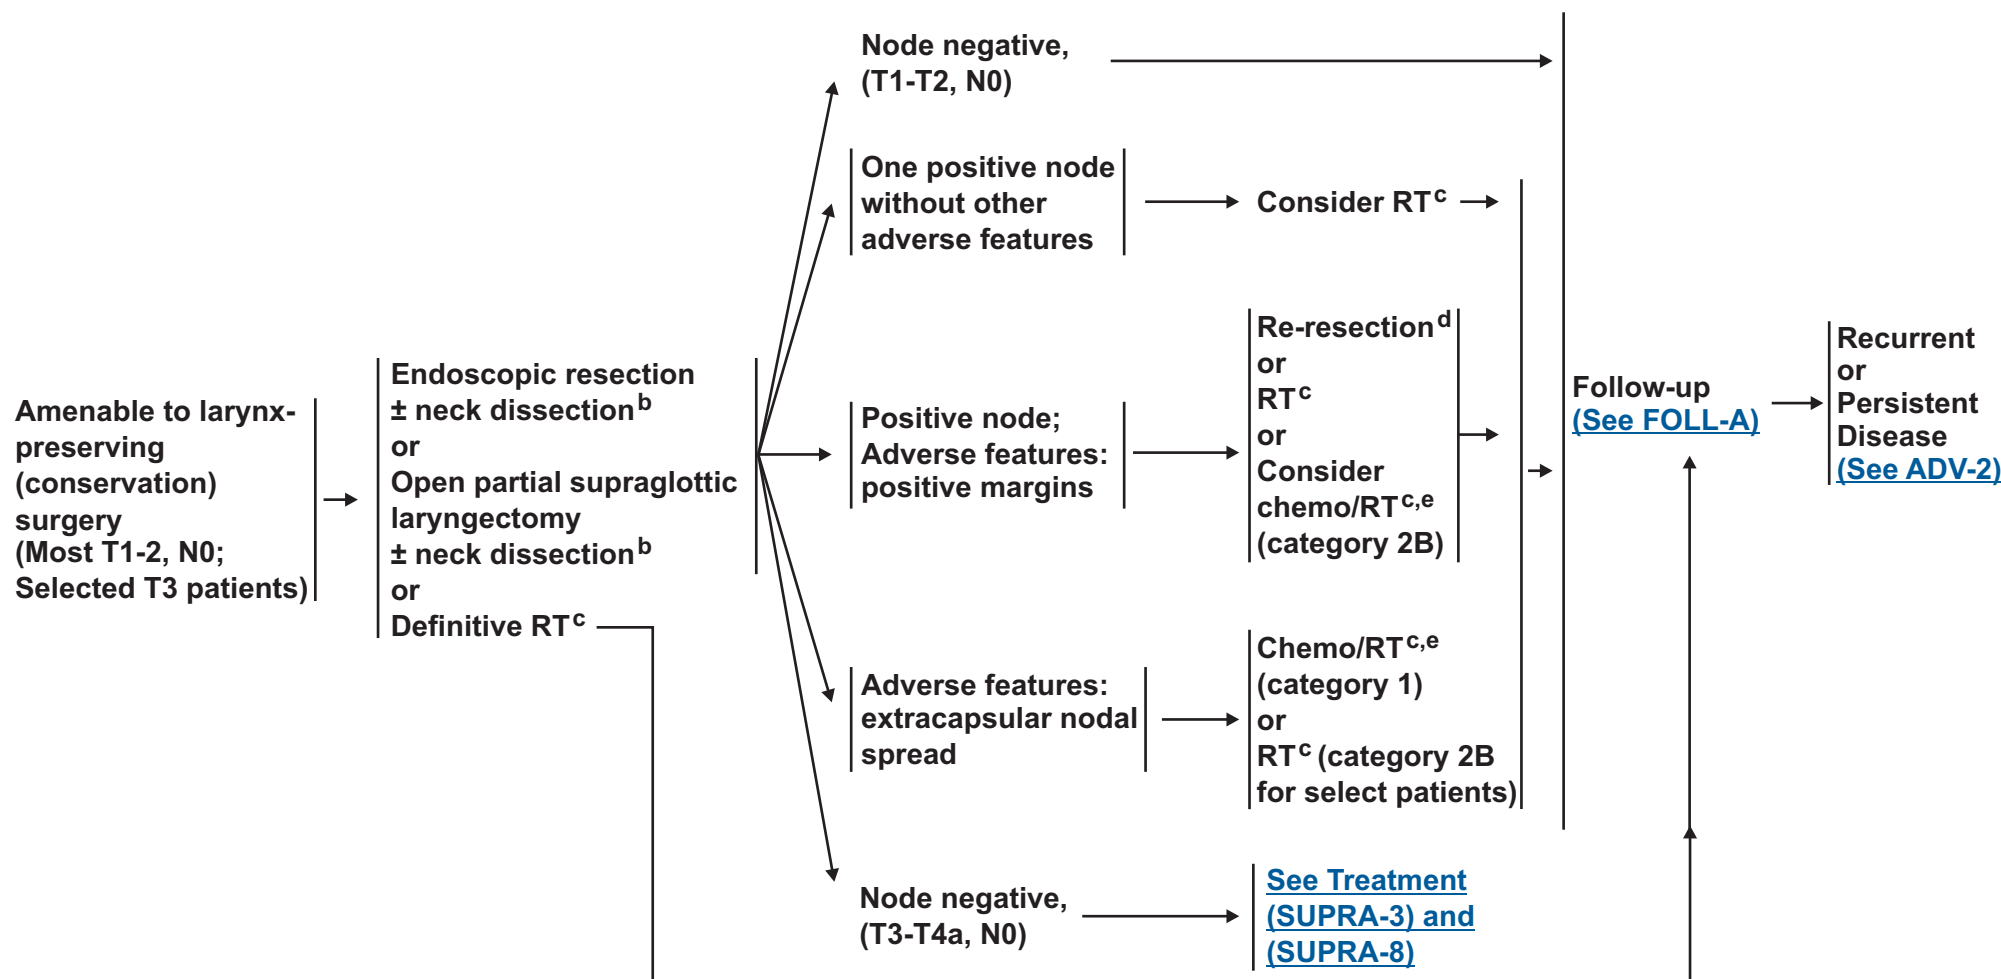 Amenable to larynx-
preserving
(conservation)
surgery
(Most T1-2, N0;
Selected T3 patients)
Endoscopic resection
± neck dissection b
or
Open partial supraglottic
laryngectomy
± neck dissection b
or
Definitive RT c
Node negative,
(T1-T2, N0)
One positive node
without other
adverse features
Consider RT c
Positive node;
Adverse features:
positive margins
Re-resection d
or
RT c
or
Consider
chemo/RT c,e
(category 2B)
Adverse features:
extracapsular nodal
spread
Chemo/RT c,e
(category 1)
or
RT c (category 2B
for select patients)
Node negative,
(T3-T4a, N0)
See Treatment
(SUPRA-3) and
(SUPRA-8)
Follow-up
(See FOLL-A)
Recurrent
or
Persistent
Disease
(See ADV-2)